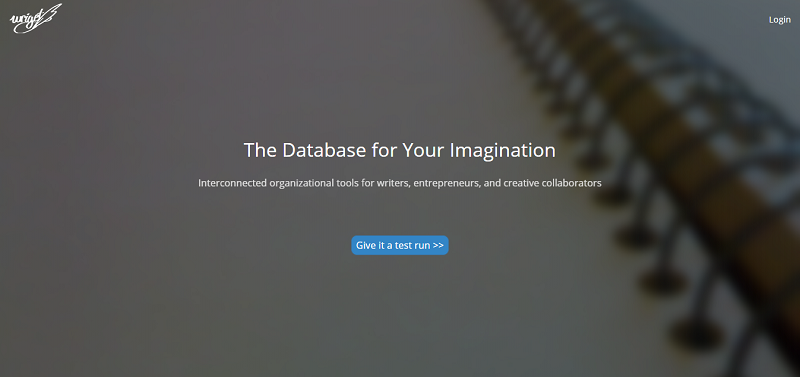 Login
The Database for Your Imagination
Interconnected organizational tools for writers, entrepreneurs, and creative collaborators
Give it a test run >>